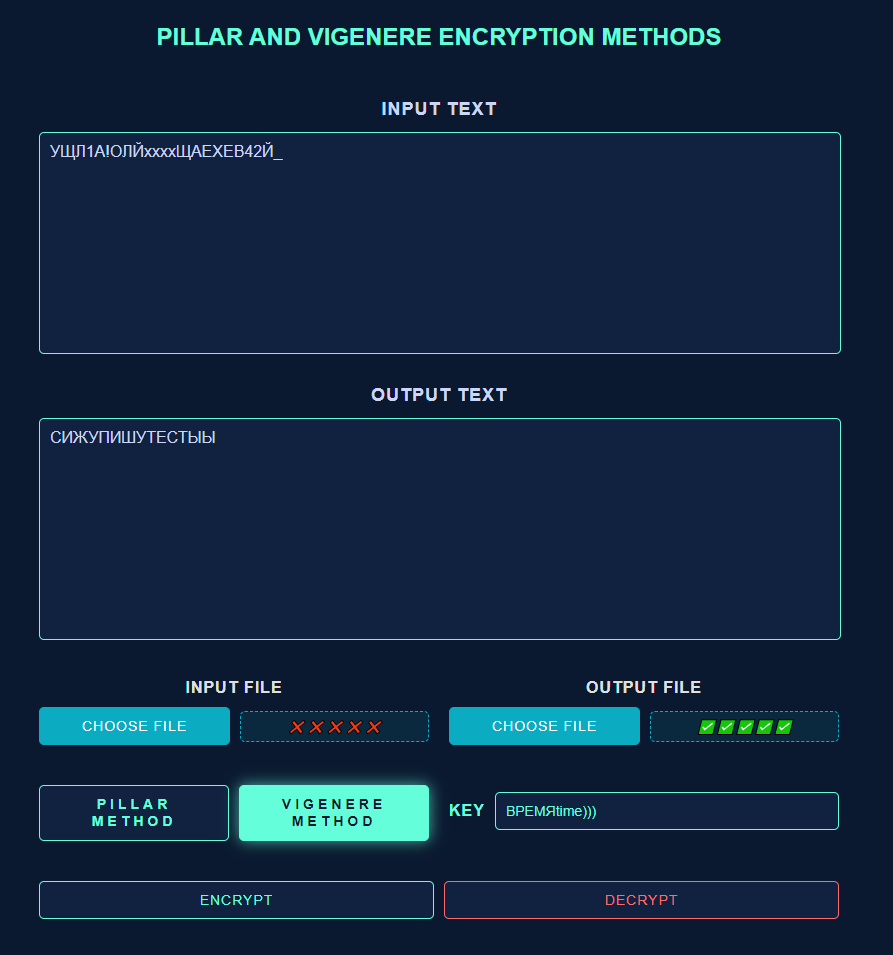 PILLAR AND VIGENERE ENCRYPTION METHODS
INPUT TEXT
УЩЛ1А!ОЛЙххххЩАЕХЕВ42Й_
OUTPUT TEXT
СИЖУПИШУТЕСТЫЫ
INPUT FILE
OUTPUT FILE
CHOOSE FILE
❌❌❌❌❌
CHOOSE FILE
✅✅✅✅✅
PILLAR
METHOD
VIGENERE
METHOD
KEY
ВРЕМЯtime)))
ENCRYPT
DECRYPT